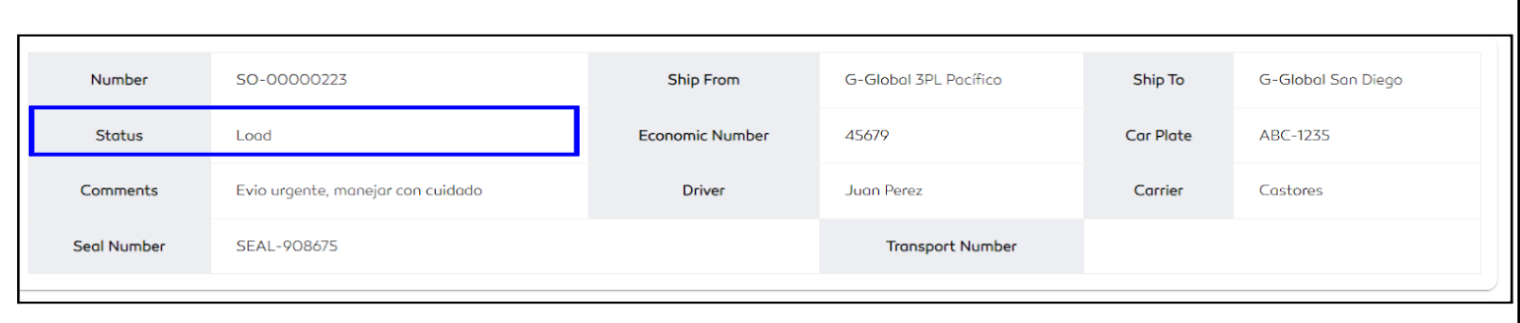 Number SO-00000223 Ship From G-Global 3PL Pacífico Ship To G-Global San Diego
Status Load Economic Number 45679 Car Plate ABC-1235
Comments Evio urgente, manejar con cuidado Driver Juan Perez Carrier Castores
Seal Number SEAL-908675 Transport Number